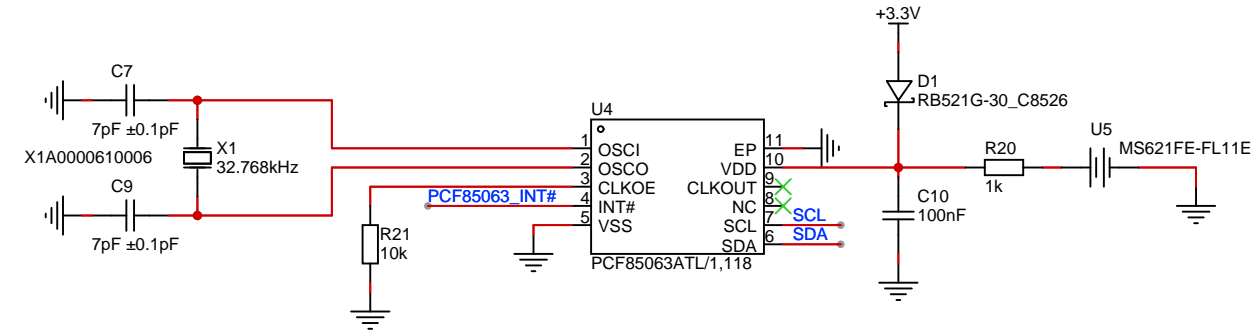 +3.3V
C7
7pF ±0.1pF
D1
RB521G-30_C8526
U4
X1A0000610006
X1
32.768kHz
1
OSCI
2
OSCO
3
CLKOE
4
INT#
5
VSS
EP
11
VDD
10
CLKOUT
9
NC
8
SCL
7
SDA
6
PCF85063_INT#
SCL
SDA
R20
1k
U5
MS621FE-FL11E
C9
7pF ±0.1pF
R21
10k
C10
100nF
PCF85063ATL/1,118